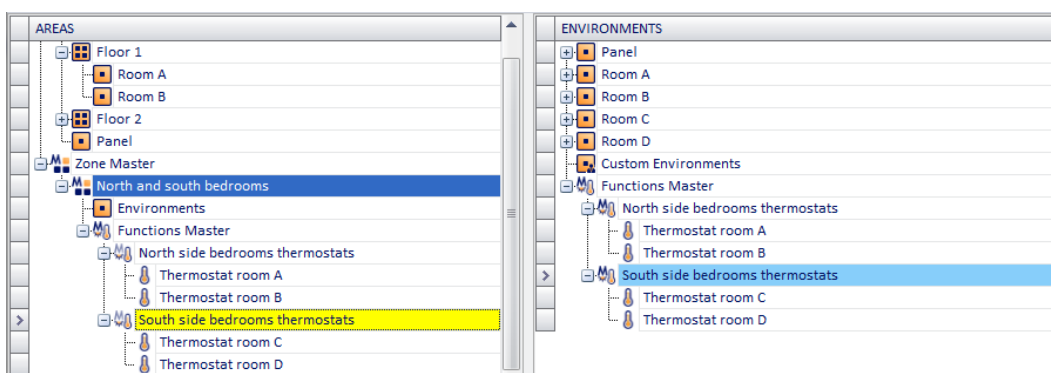 AREAS
Floor 1
Room A
Room B
Floor 2
Panel
Zone Master
North and south bedrooms
Environments
Functions Master
North side bedrooms thermostats
Thermostat room A
Thermostat room B
South side bedrooms thermostats
Thermostat room C
Thermostat room D
ENVIRONMENTS
Panel
Room A
Room B
Room C
Room D
Custom Environments
Functions Master
North side bedrooms thermostats
Thermostat room A
Thermostat room B
South side bedrooms thermostats
Thermostat room C
Thermostat room D